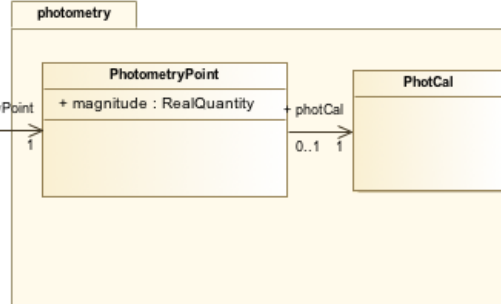 photometry
PhotometryPoint
+ magnitude : RealQuantity
Point
1
+ photCal
0..1 1
PhotCal